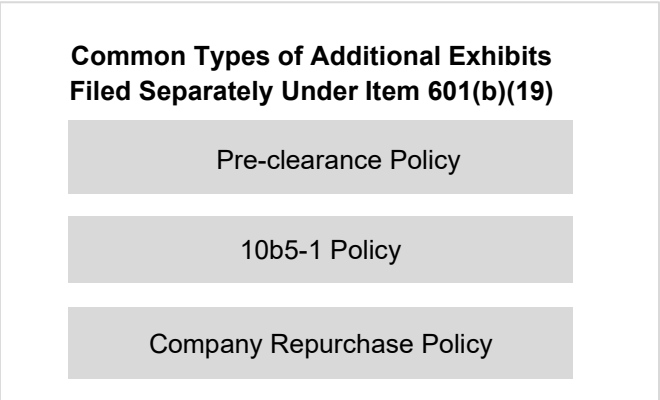 Common Types of Additional Exhibits
Filed Separately Under Item 601(b)(19)
Pre-clearance Policy
10b5-1 Policy
Company Repurchase Policy